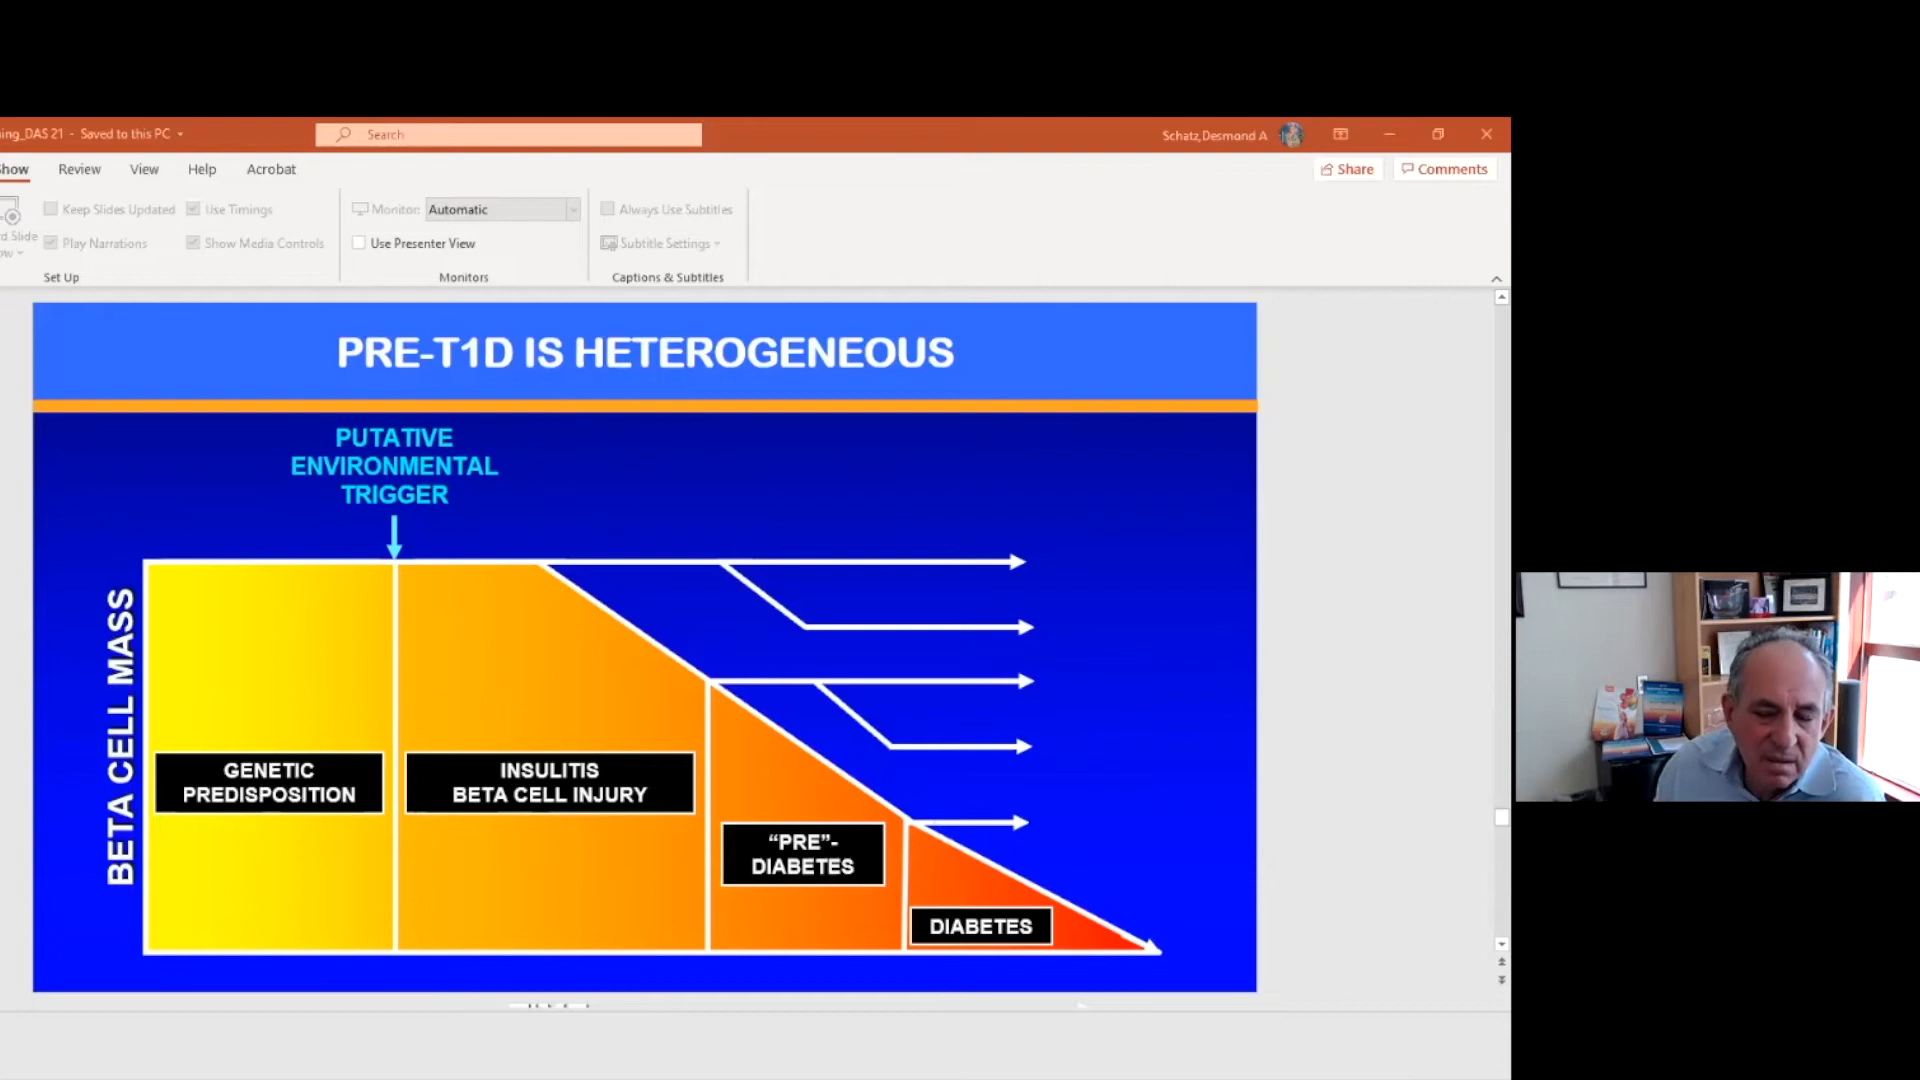 ing_DAS 21 - Saved to this PC
Search
Schatz,Desmond A
Show
Review
View
Help
Acrobat
Share
Comments
Keep Slides Updated
Use Timings
Monitor:
Automatic
Always Use Subtitles
d Slide
ow
Play Narrations
Show Media Controls
Use Presenter View
Subtitle Settings
Set Up
Monitors
Captions & Subtitles
PRE-T1D IS HETEROGENEOUS
PUTATIVE
ENVIRONMENTAL
TRIGGER
BETA CELL MASS
GENETIC
PREDISPOSITION
INSULITIS
BETA CELL INJURY
“PRE”-
DIABETES
DIABETES